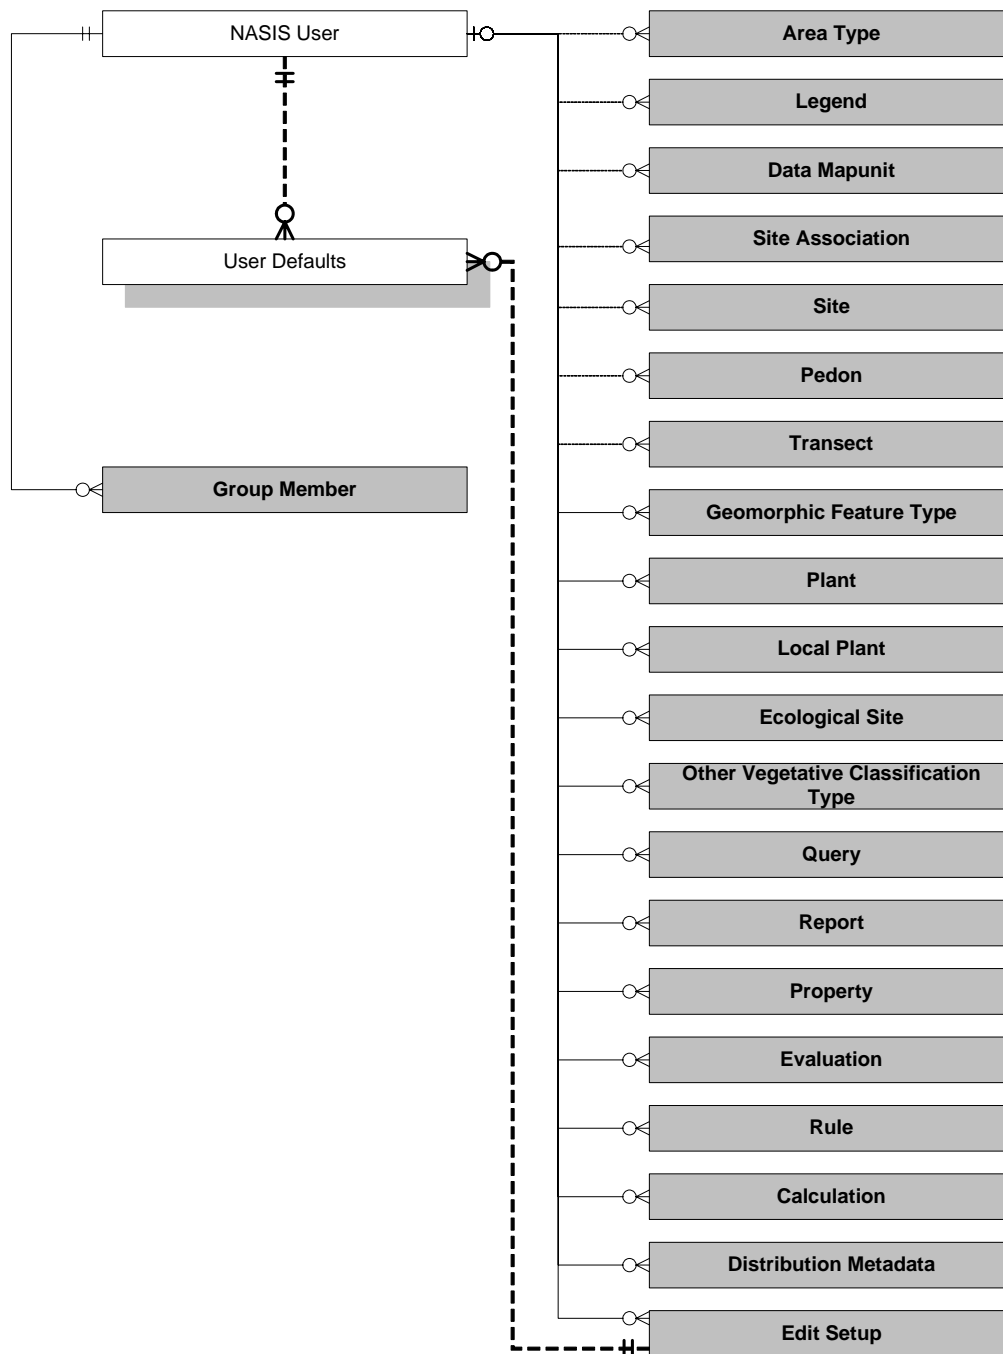 NASIS User
Area Type
Legend
Data Mapunit
Site Association
User Defaults
Site
Pedon
Transect
Group Member
Geomorphic Feature Type
Plant
Local Plant
Ecological Site
Other Vegetative Classification
Type
Query
Report
Property
Evaluation
Rule
Calculation
Distribution Metadata
Edit Setup